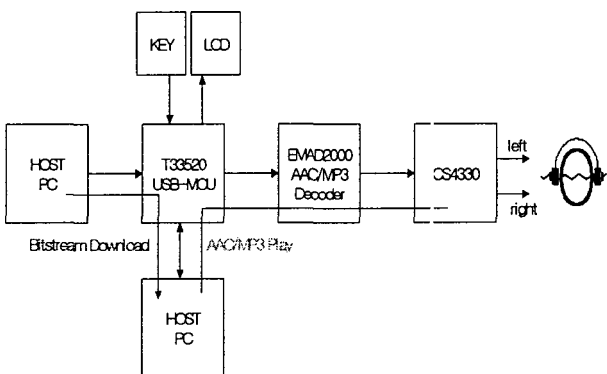 KEY
LCD
HOST
PC
T33520
USB-MCU
EMAD2000
AAC/MP3
Decoder
CS4330
left
right
Bitstream Download
AAC/MP3 Play
HOST
PC